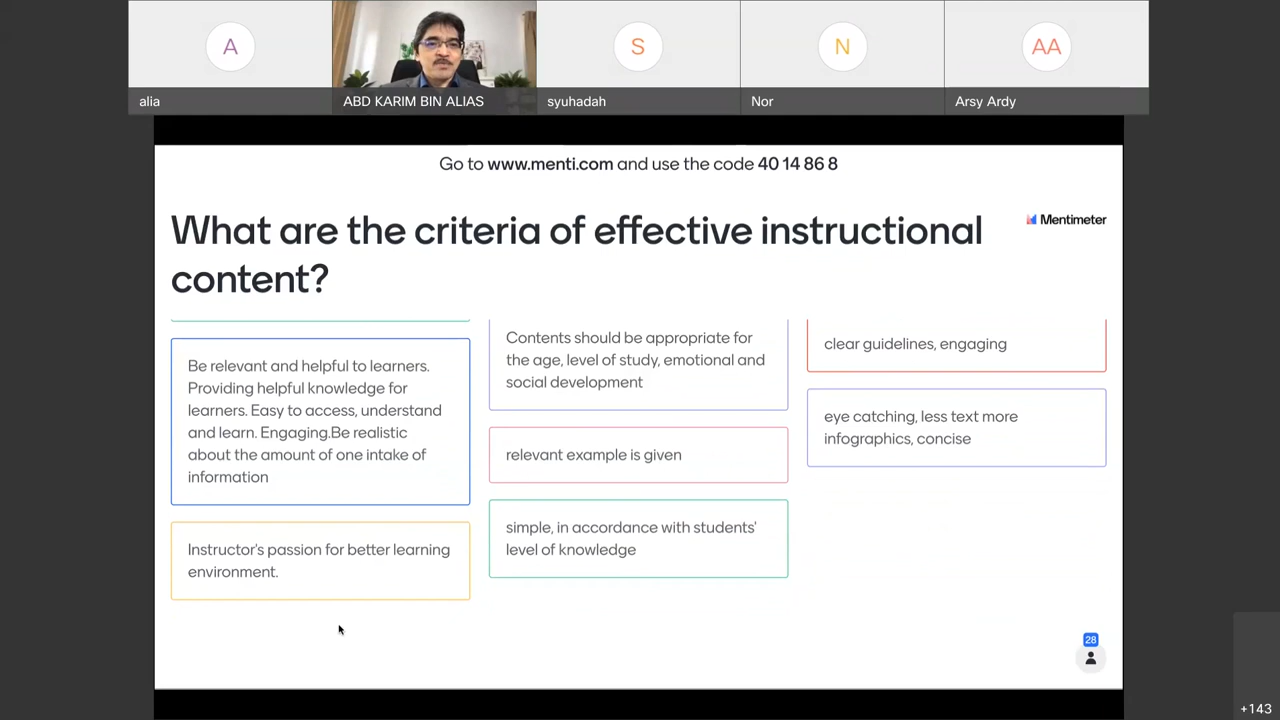 A
S
N
AA
alia
ABD KARIM BIN ALIAS
syuhadah
Nor
Arsy Ardy
Go to www.menti.com and use the code 40 14 86 8
What are the criteria of effective instructional
content?
Mentimeter
Be relevant and helpful to learners.
Providing helpful knowledge for
learners. Easy to access, understand
and learn. Engaging.Be realistic
about the amount of one intake of
information
Instructor's passion for better learning
environment.
Contents should be appropriate for
the age, level of study, emotional and
social development
relevant example is given
simple, in accordance with students'
level of knowledge
clear guidelines, engaging
eye catching, less text more
infographics, concise
28
+143